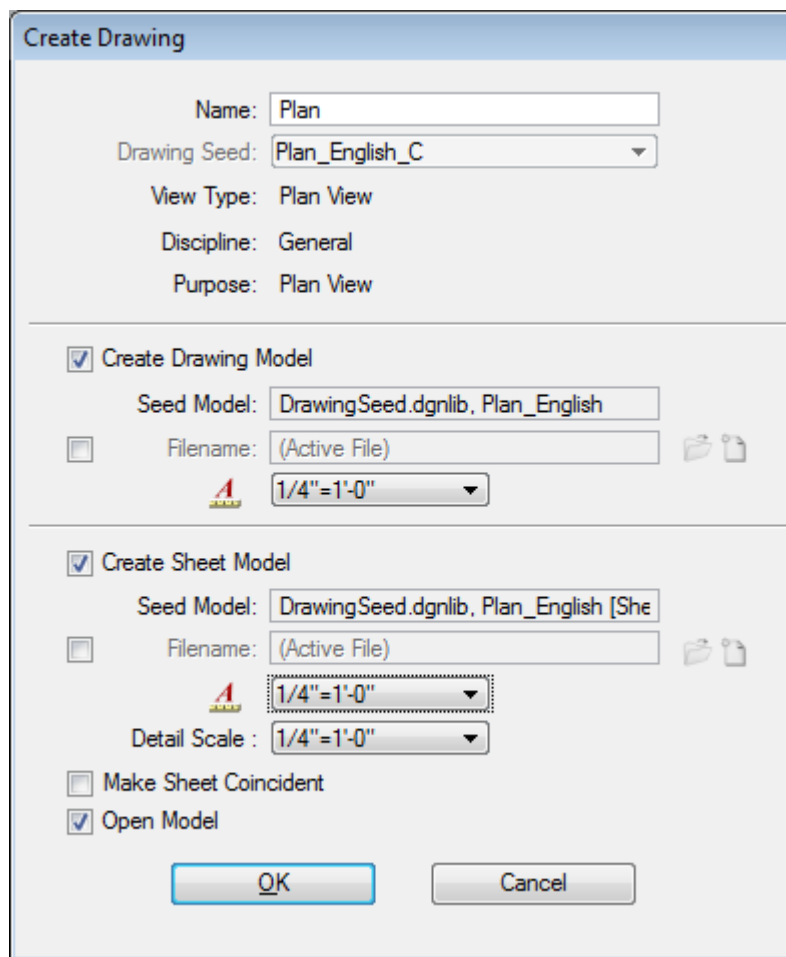 Create Drawing
Name: Plan
Drawing Seed: Plan_English_C
View Type: Plan View
Discipline: General
Purpose: Plan View
Create Drawing Model
Seed Model: DrawingSeed.dgnlib, Plan_English
Filename: (Active File)
A 1/4"=1'-0"
Create Sheet Model
Seed Model: DrawingSeed.dgnlib, Plan_English [She
Filename: (Active File)
A 1/4"=1'-0"
Detail Scale : 1/4"=1'-0"
Make Sheet Coincident
Open Model
OK Cancel